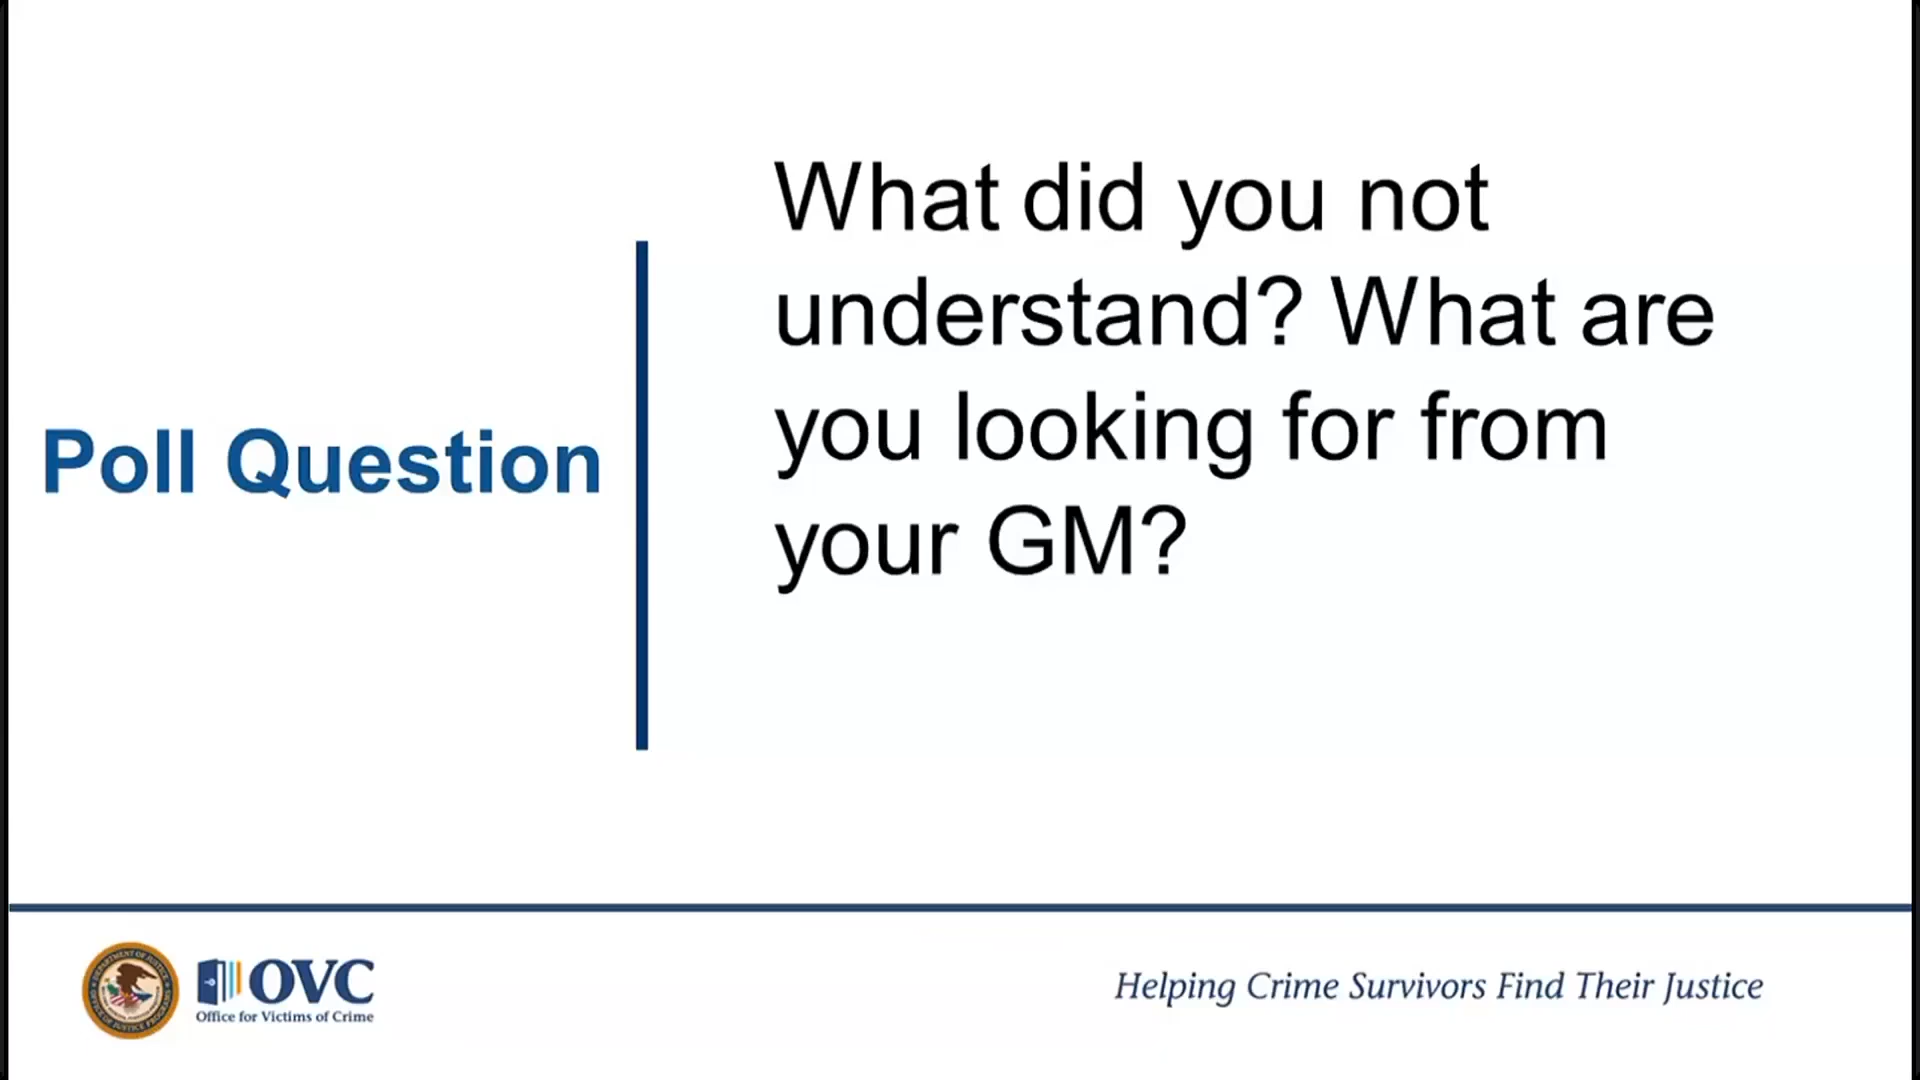 Poll Question
What did you not
understand? What are
you looking for from
your GM?
OVC
Office for Victims of Crime
Helping Crime Survivors Find Their Justice